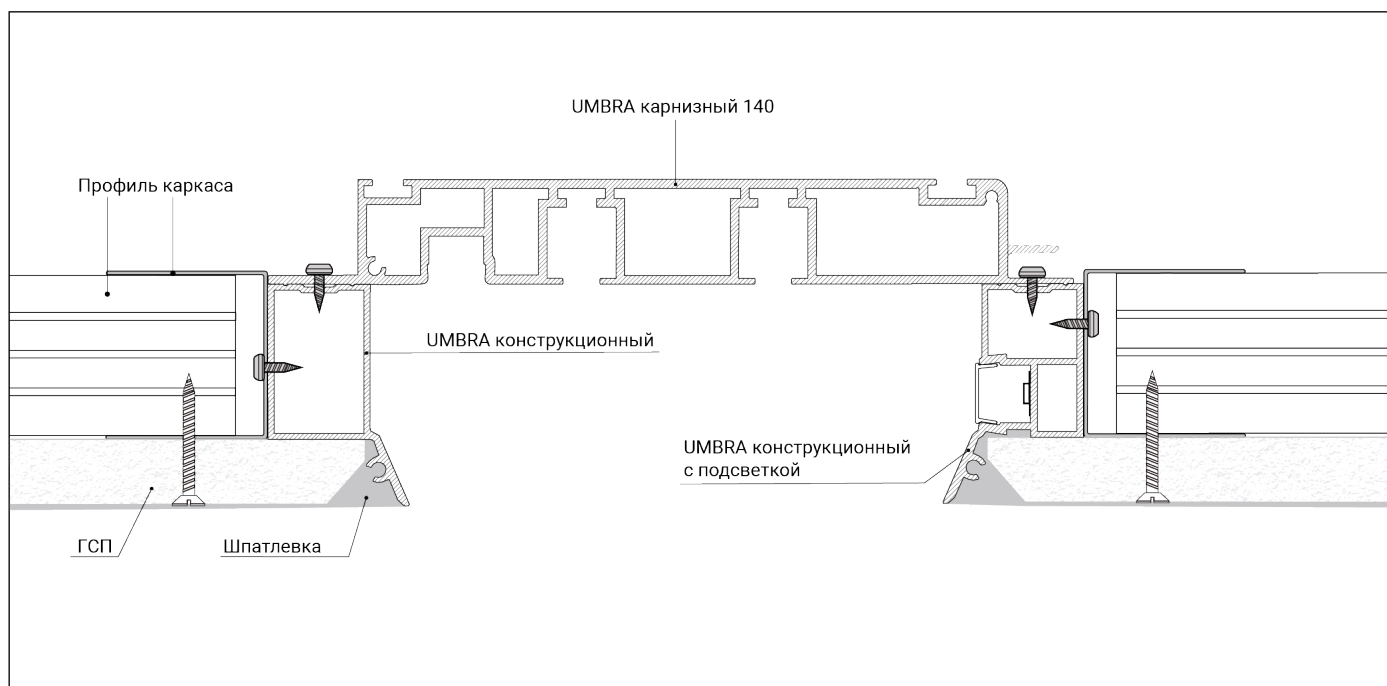 UMBRA карнизный 140
Профиль каркаса
UMBRA конструкционный
UMBRA конструкционный
с подсветкой
ГСП
Шпатлевка